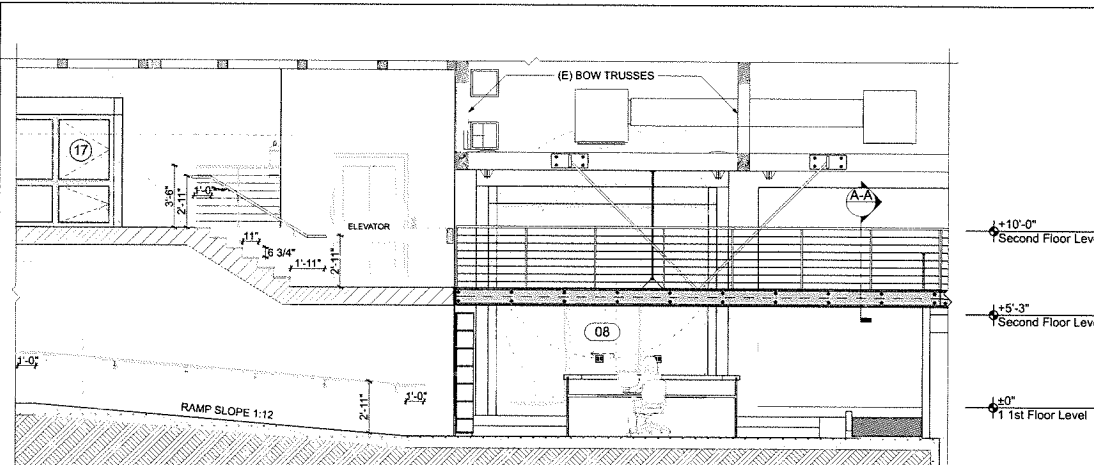 (E) BOW TRUSSES
17
3'-6"
2'-11"
1'-0"
A-A
ELEVATOR
+10'-0"
Second Floor Leve
11"
6 3/4"
1'-11"
2'-11"
+5'-3"
Second Floor Leve
08
1'-0"
1'-0"
2'-11"
RAMP SLOPE 1:12
±0"
1 1st Floor Level